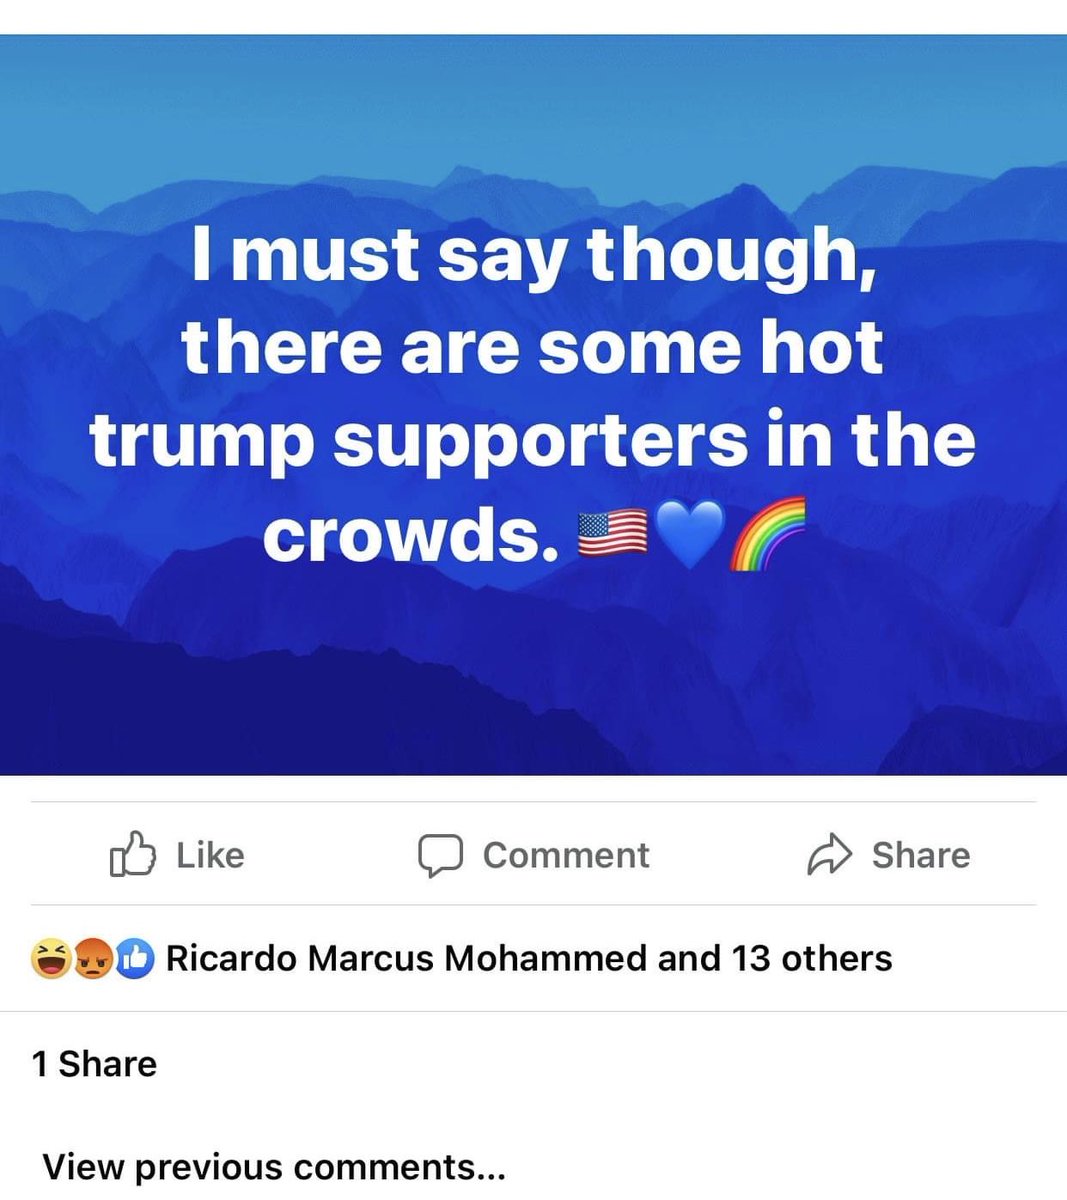 I must say though,
there are some hot
trump supporters in the
crowds. 🇺🇸💙🌈
Like Comment Share
Ricardo Marcus Mohammed and 13 others
1 Share
View previous comments...